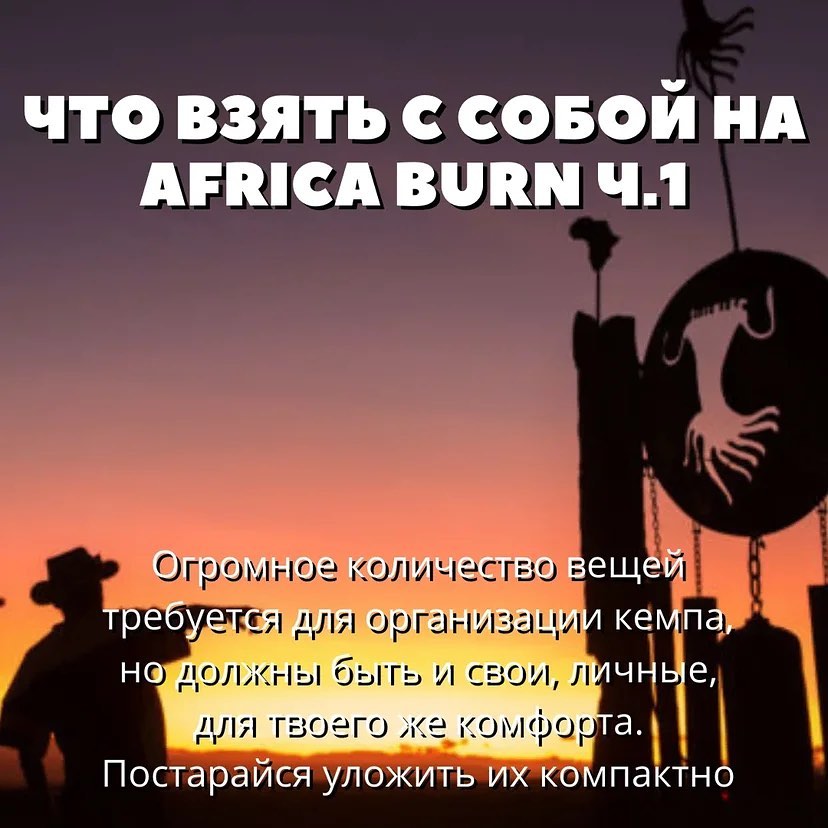 ЧТО ВЗЯТЬ С СОБОЙ НА
AFRICA BURN Ч.1
Огромное количество вещей
требуется для организации кемпа,
но должны быть и свои, личные,
для твоего же комфорта.
Постарайся уложить их компактно